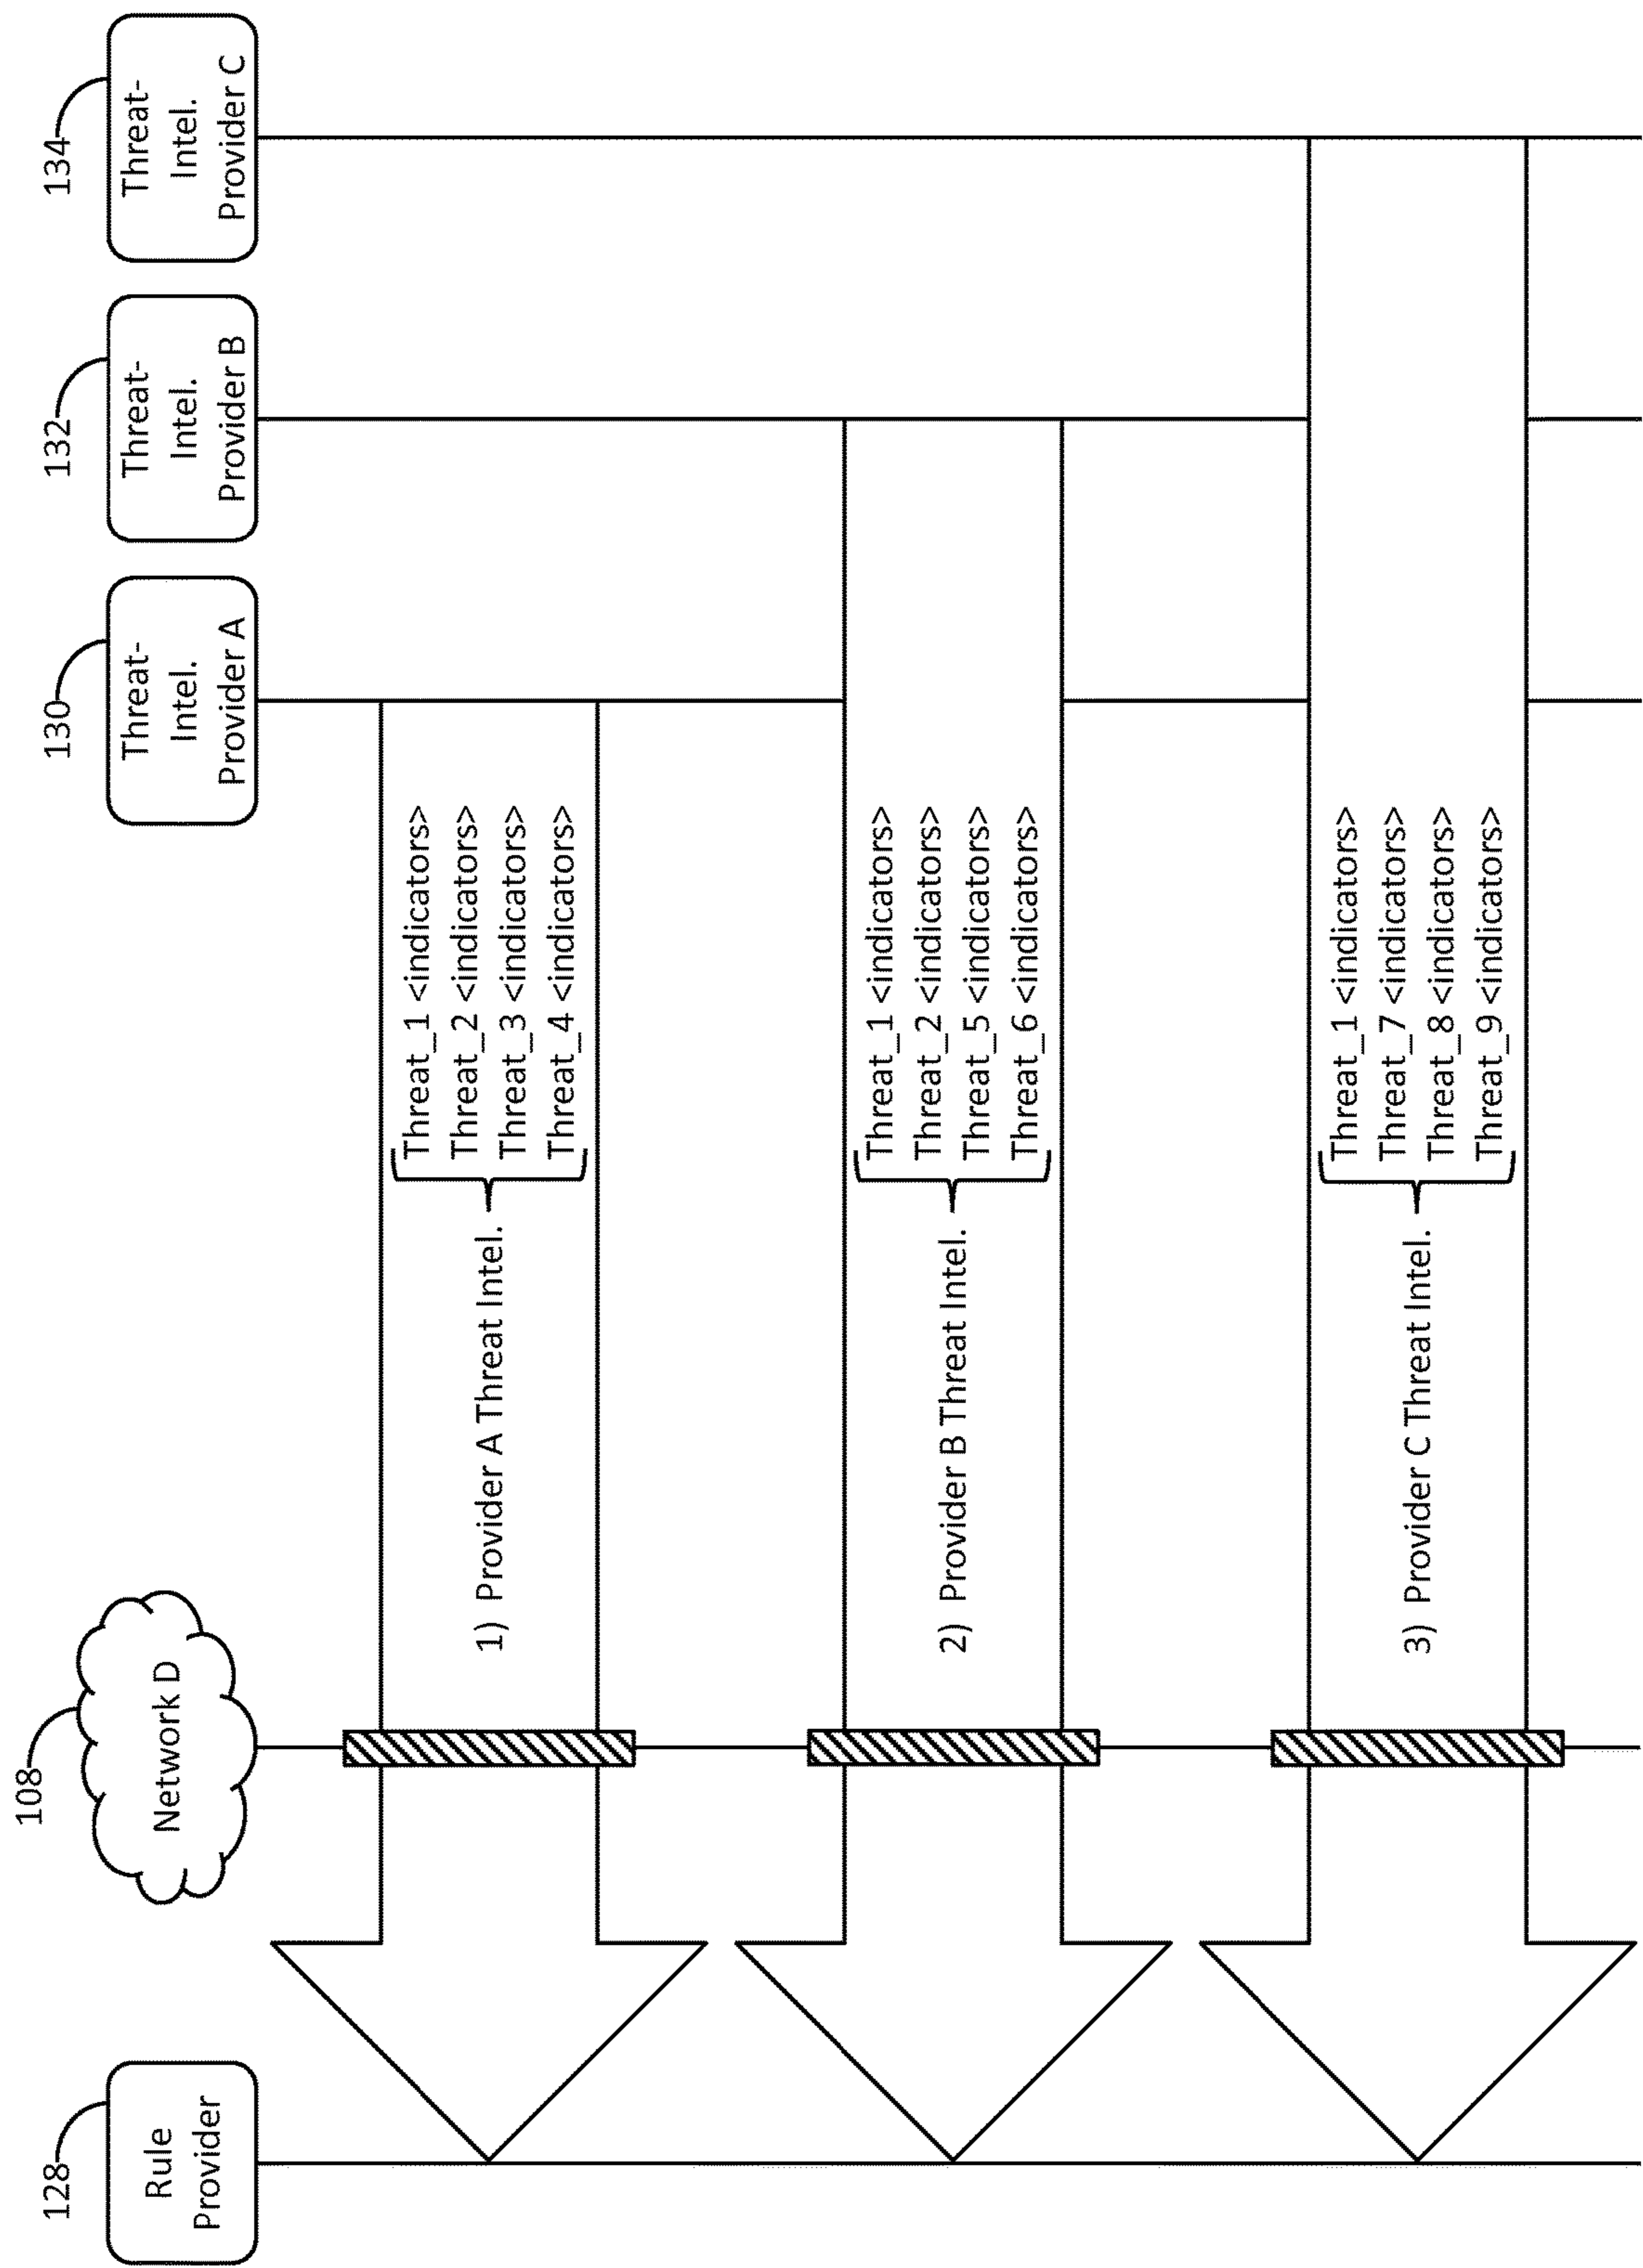 128
Rule
Provider
108
Network D
130
Threat-
Intel.
Provider A
132
Threat-
Intel.
Provider B
134
Threat-
Intel.
Provider C
1) Provider A Threat Intel.
Threat_1 <indicators>
Threat_2 <indicators>
Threat_3 <indicators>
Threat_4 <indicators>
2) Provider B Threat Intel.
Threat_1 <indicators>
Threat_2 <indicators>
Threat_5 <indicators>
Threat_6 <indicators>
3) Provider C Threat Intel.
Threat_1 <indicators>
Threat_7 <indicators>
Threat_8 <indicators>
Threat_9 <indicators>